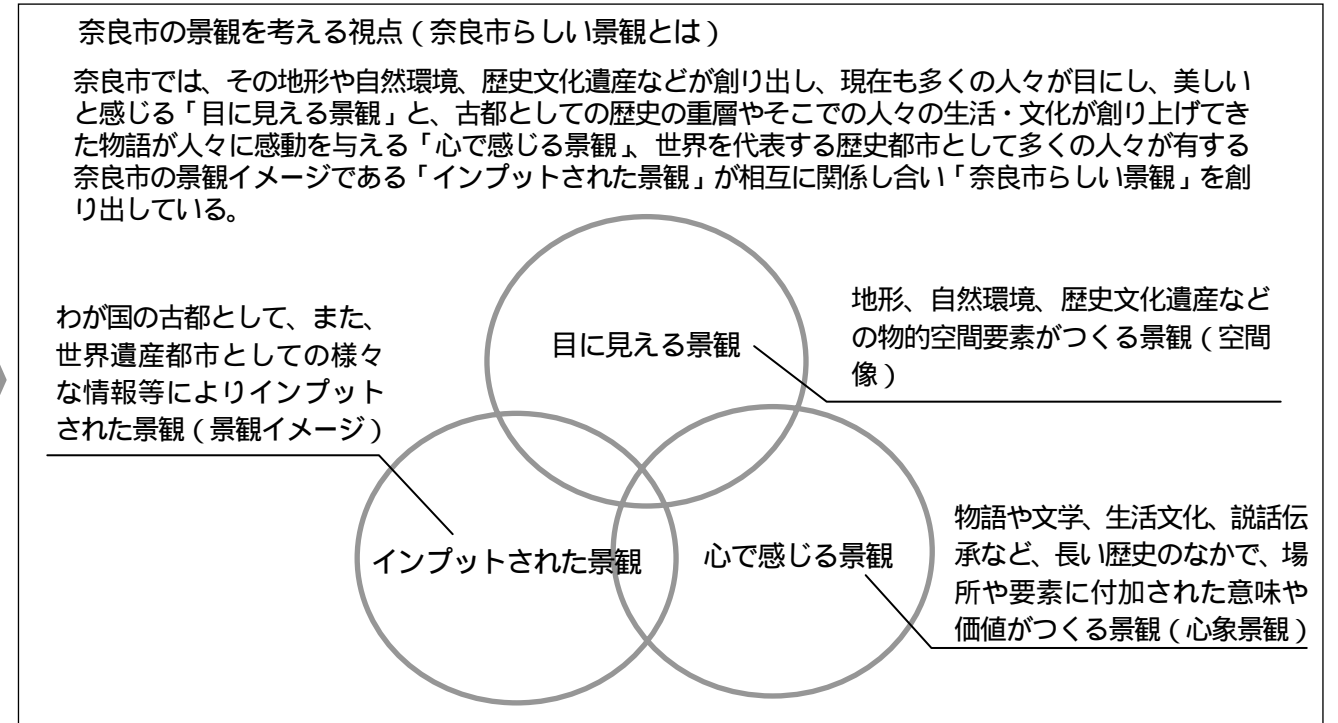 奈良市の景観を考える視点（奈良市らしい景観とは）
奈良市では、その地形や自然環境、歴史文化遺産などが創り出し、現在も多くの人々が目にし、美しい
と感じる「目に見える景観」と、古都としての歴史の重層やそこでの人々の生活・文化が創り上げてき
た物語が人々に感動を与える「心で感じる景観」、世界を代表する歴史都市として多くの人々が有する
奈良市の景観イメージである「インプットされた景観」が相互に関係し合い「奈良市らしい景観」を創
り出している。
わが国の古都として、また、
世界遺産都市としての様々
な情報等によりインプット
された景観（景観イメージ）
目に見える景観
地形、自然環境、歴史文化遺産など
の物的空間要素がつくる景観（空間
像）
インプットされた景観
心で感じる景観
物語や文学、生活文化、説話伝
承など、長い歴史のなかで、場
所や要素に付加された意味や
価値がつくる景観（心象景観）